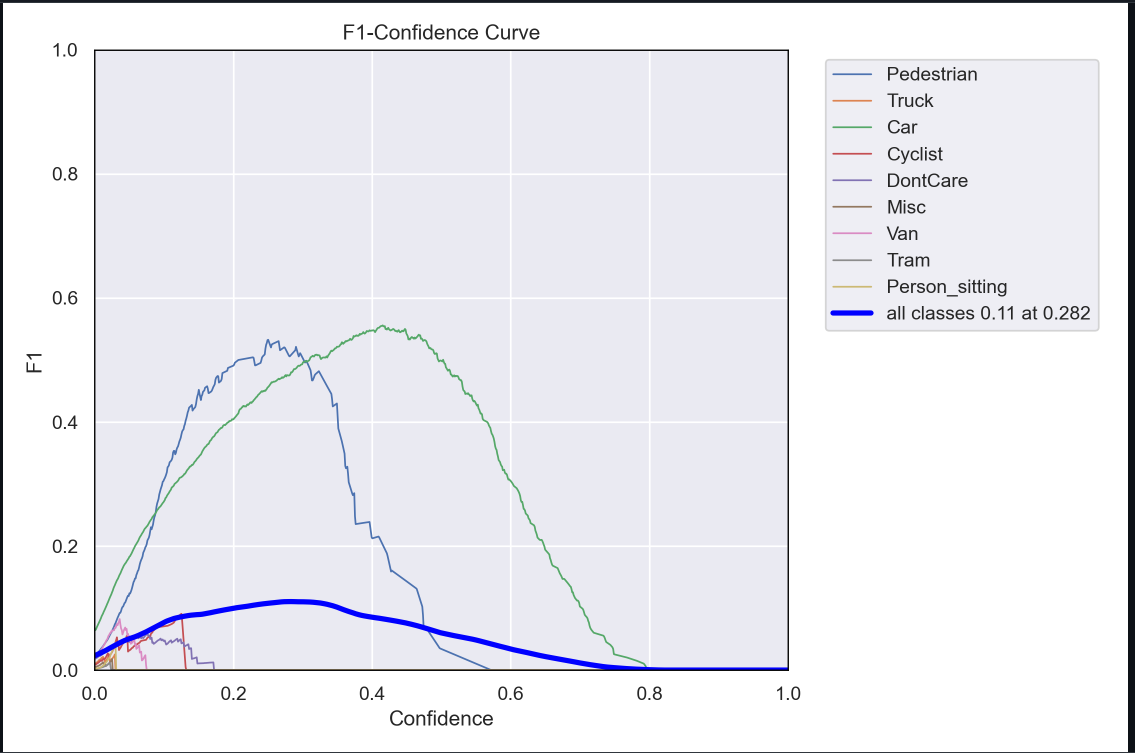 F1-Confidence Curve
1.0
0.8
0.6
0.4
0.2
0.0
F1
0.0 0.2 0.4 0.6 0.8 1.0
Confidence
Pedestrian
Truck
Car
Cyclist
DontCare
Misc
Van
Tram
Person_sitting
all classes 0.11 at 0.282